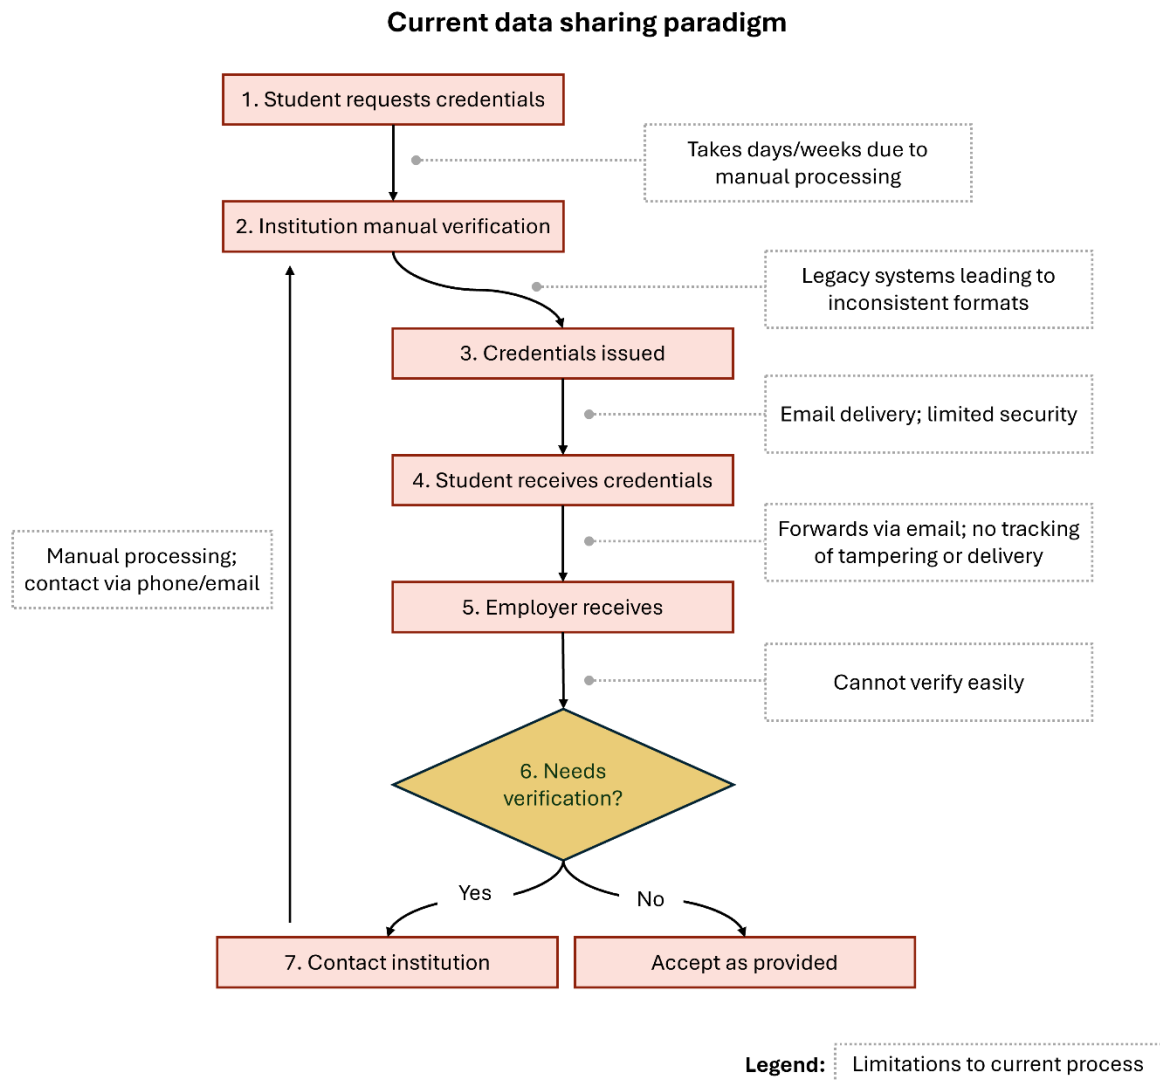 Current data sharing paradigm
1. Student requests credentials
Takes days/weeks due to
manual processing
2. Institution manual verification
Legacy systems leading to
inconsistent formats
3. Credentials issued
Email delivery; limited security
4. Student receives credentials
Forwards via email; no tracking
of tampering or delivery
Manual processing;
contact via phone/email
5. Employer receives
Cannot verify easily
6. Needs
verification?
Yes
No
7. Contact institution
Accept as provided
Legend:
Limitations to current process